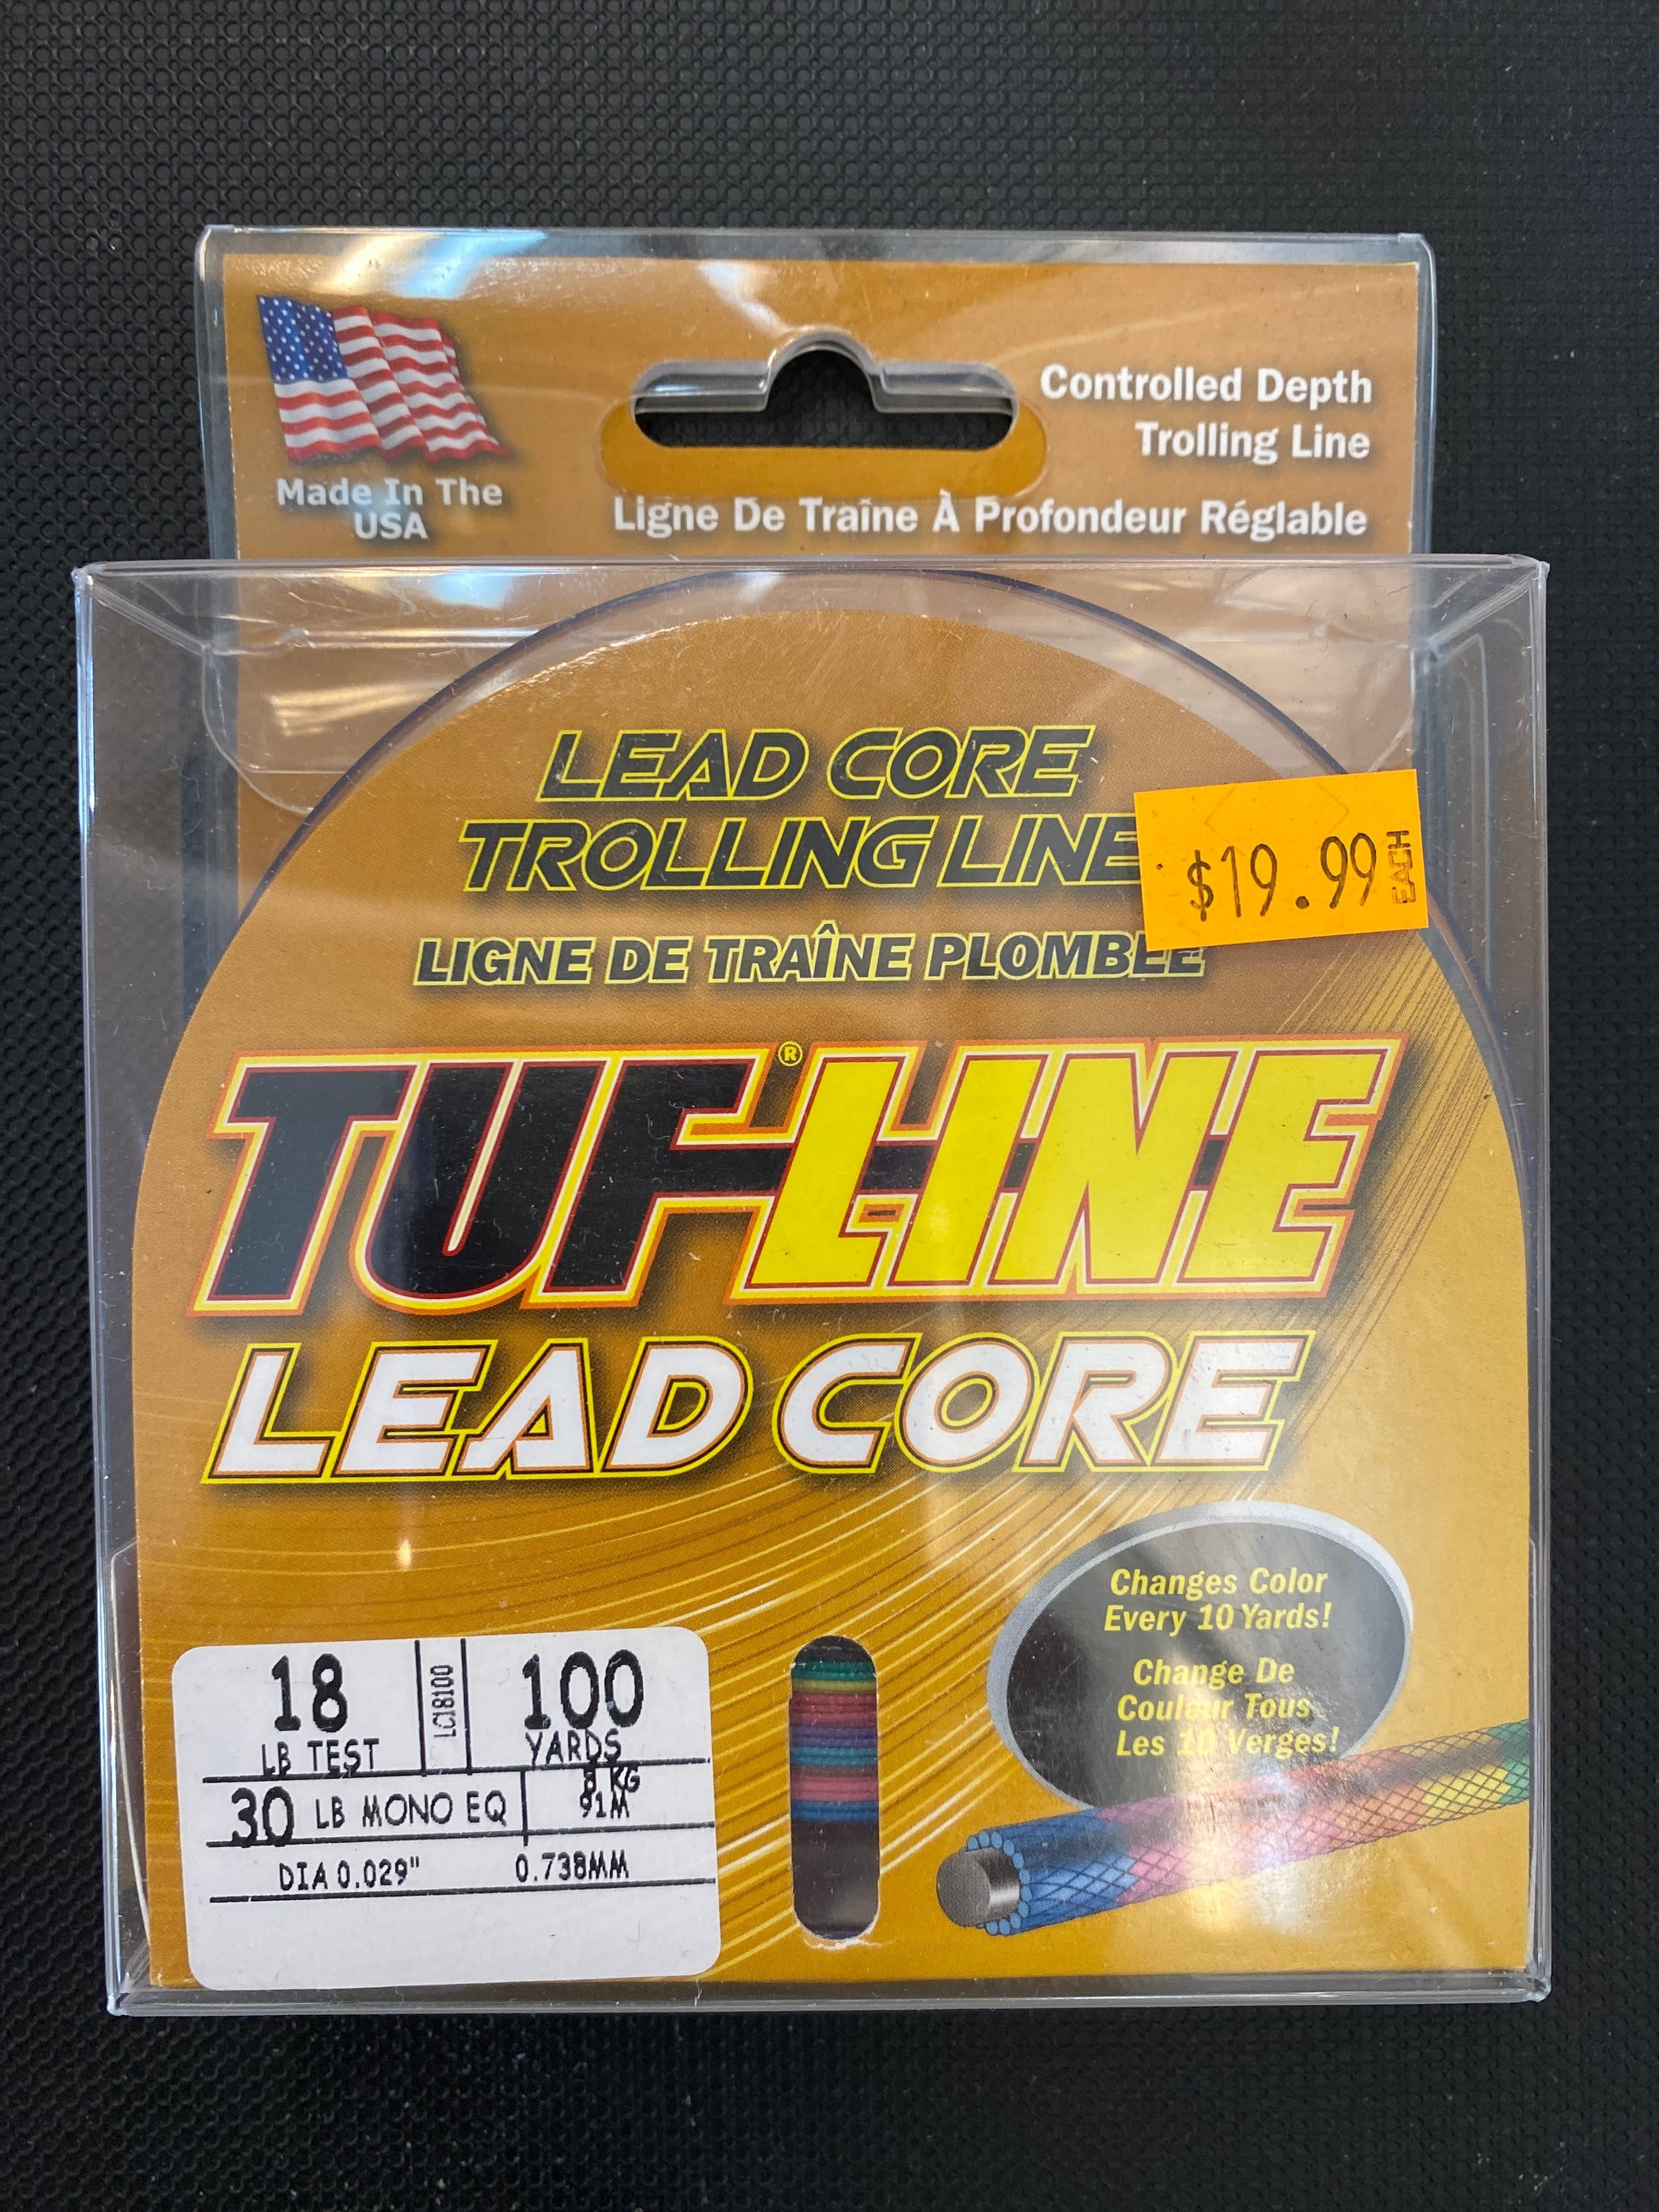 Made In The
USA
Controlled Depth
Trolling Line
Ligne De Traîne À Profondeur Réglable
LEAD CORE
TROLLING LINE
$19.99 EACH
LIGNE DE TRAÎNE PLOMBÉE
TUF-LINE®
LEAD CORE
Changes Color
Every 10 Yards!
Change De
Couleur Tous
Les 10 Verges!
18
LB TEST
LC18100
100
YARDS
30 LB MONO EQ
8 KG
91M
DIA 0.029" 0.738MM